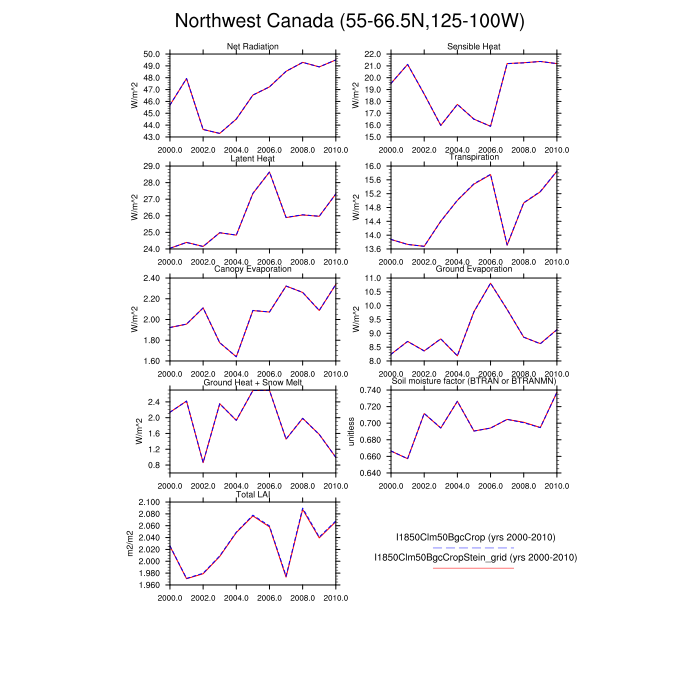 Northwest Canada (55-66.5N,125-100W)
Net Radiation
50.0
49.0
48.0
47.0
46.0
45.0
44.0
43.0
W/m^2
2000.0 2002.0 2004.0 2006.0 2008.0 2010.0
Sensible Heat
22.0
21.0
20.0
19.0
18.0
17.0
16.0
15.0
W/m^2
2000.0 2002.0 2004.0 2006.0 2008.0 2010.0
Latent Heat
29.0
28.0
27.0
26.0
25.0
24.0
W/m^2
2000.0 2002.0 2004.0 2006.0 2008.0 2010.0
Transpiration
16.0
15.6
15.2
14.8
14.4
14.0
13.6
W/m^2
2000.0 2002.0 2004.0 2006.0 2008.0 2010.0
Canopy Evaporation
2.40
2.20
2.00
1.80
1.60
W/m^2
2000.0 2002.0 2004.0 2006.0 2008.0 2010.0
Ground Evaporation
11.0
10.5
10.0
9.5
9.0
8.5
8.0
W/m^2
2000.0 2002.0 2004.0 2006.0 2008.0 2010.0
Ground Heat + Snow Melt
2.4
2.0
1.6
1.2
0.8
W/m^2
2000.0 2002.0 2004.0 2006.0 2008.0 2010.0
Soil moisture factor (BTRAN or BTRANMN)
0.740
0.720
0.700
0.680
0.660
0.640
unitless
2000.0 2002.0 2004.0 2006.0 2008.0 2010.0
Total LAI
2.100
2.080
2.060
2.040
2.020
2.000
1.980
1.960
m2/m2
2000.0 2002.0 2004.0 2006.0 2008.0 2010.0
I1850Clm50BgcCrop (yrs 2000-2010)
I1850Clm50BgcCropStein_grid (yrs 2000-2010)